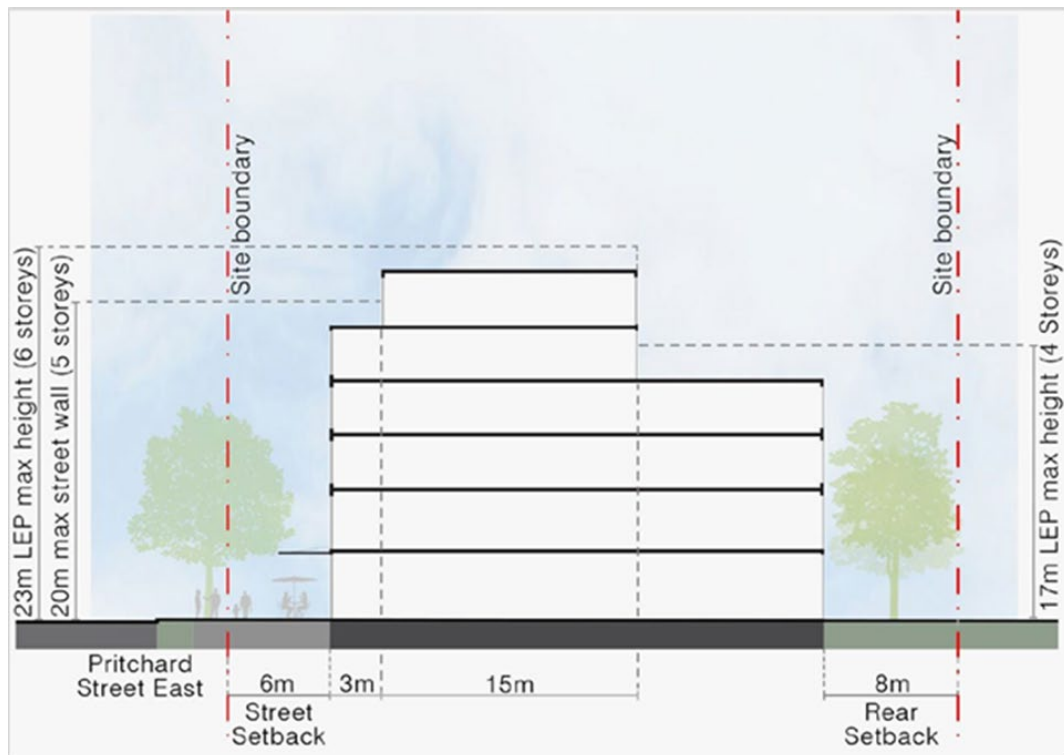 23m LEP max height (6 storeys)
20m max street wall (5 storeys)
Site boundary
Site boundary
17m LEP max height (4 Storeys)
Pritchard
Street East
6m
3m
15m
8m
Street
Setback
Rear
Setback